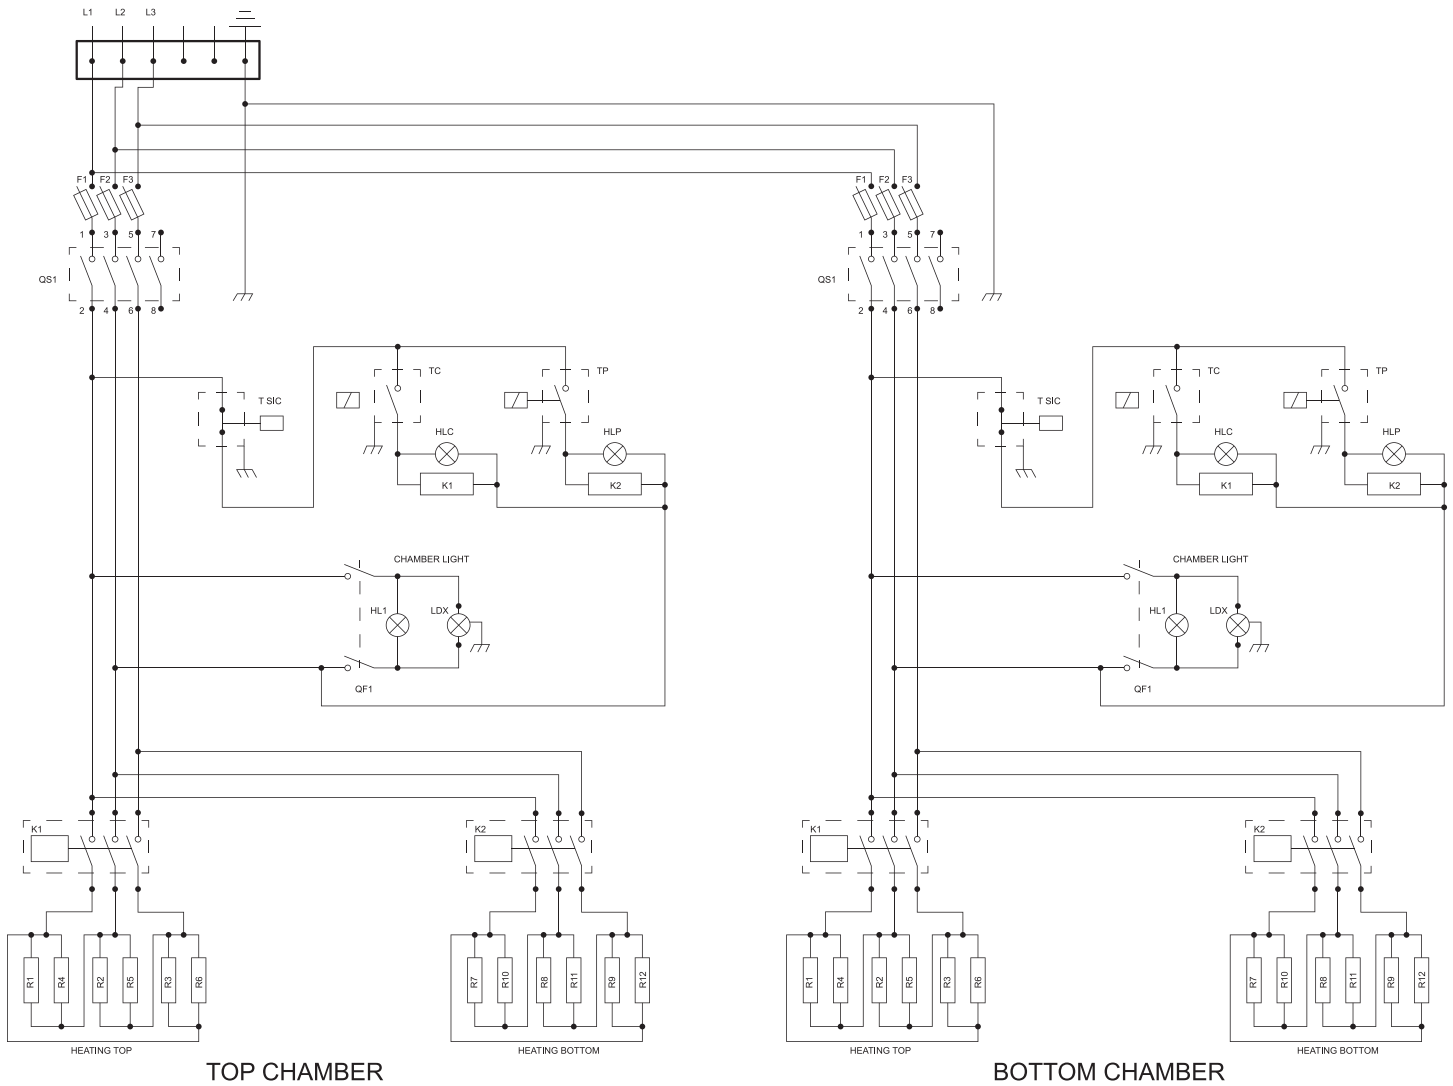 L1 L2 L3
F1 F2 F3 F1 F2 F3
1 3 5 7 1 3 5 7
QS1 QS1
2 4 6 8 2 4 6 8
TC TP TC TP
T SIC T SIC
HLC HLP HLC HLP
K1 K2 K1 K2
CHAMBER LIGHT CHAMBER LIGHT
HL1 LDX HL1 LDX
QF1 QF1
K1 K2 K1 K2
R1 R4 R2 R5 R3 R6 R7 R10 R8 R11 R9 R12 R1 R4 R2 R5 R3 R6 R7 R10 R8 R11 R9 R12
HEATING TOP HEATING BOTTOM HEATING TOP HEATING BOTTOM
TOP CHAMBER BOTTOM CHAMBER